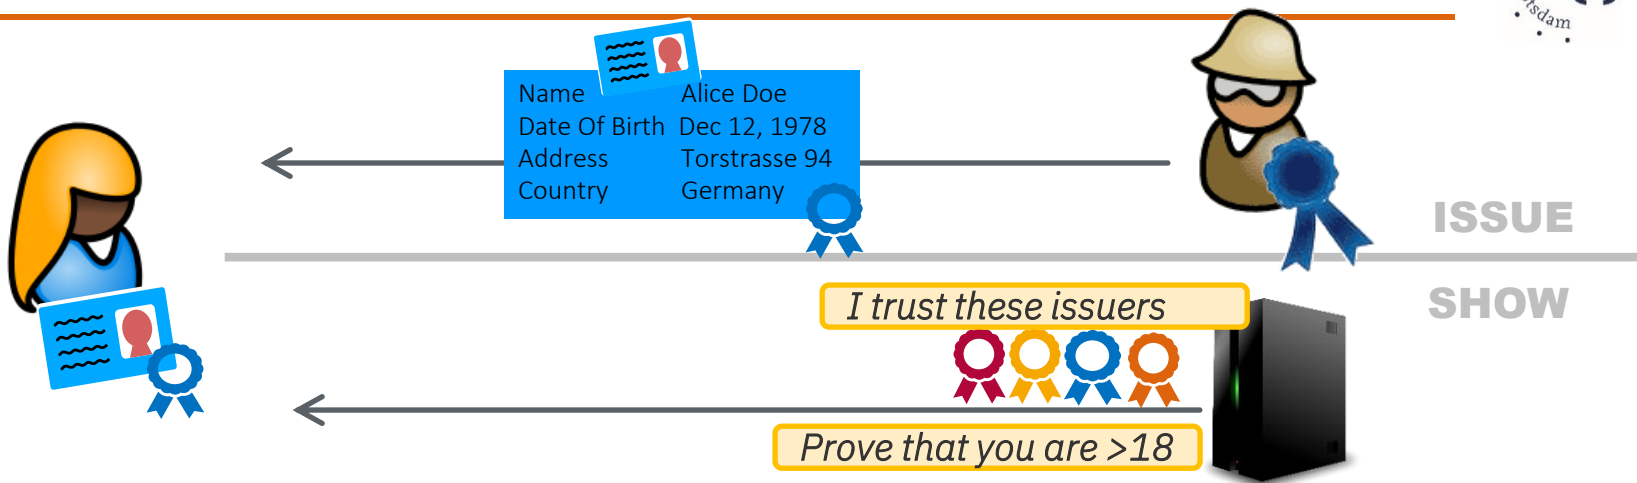 Name Alice Doe
Date Of Birth Dec 12, 1978
Address Torstrasse 94
Country Germany
ISSUE
SHOW
I trust these issuers
Prove that you are >18